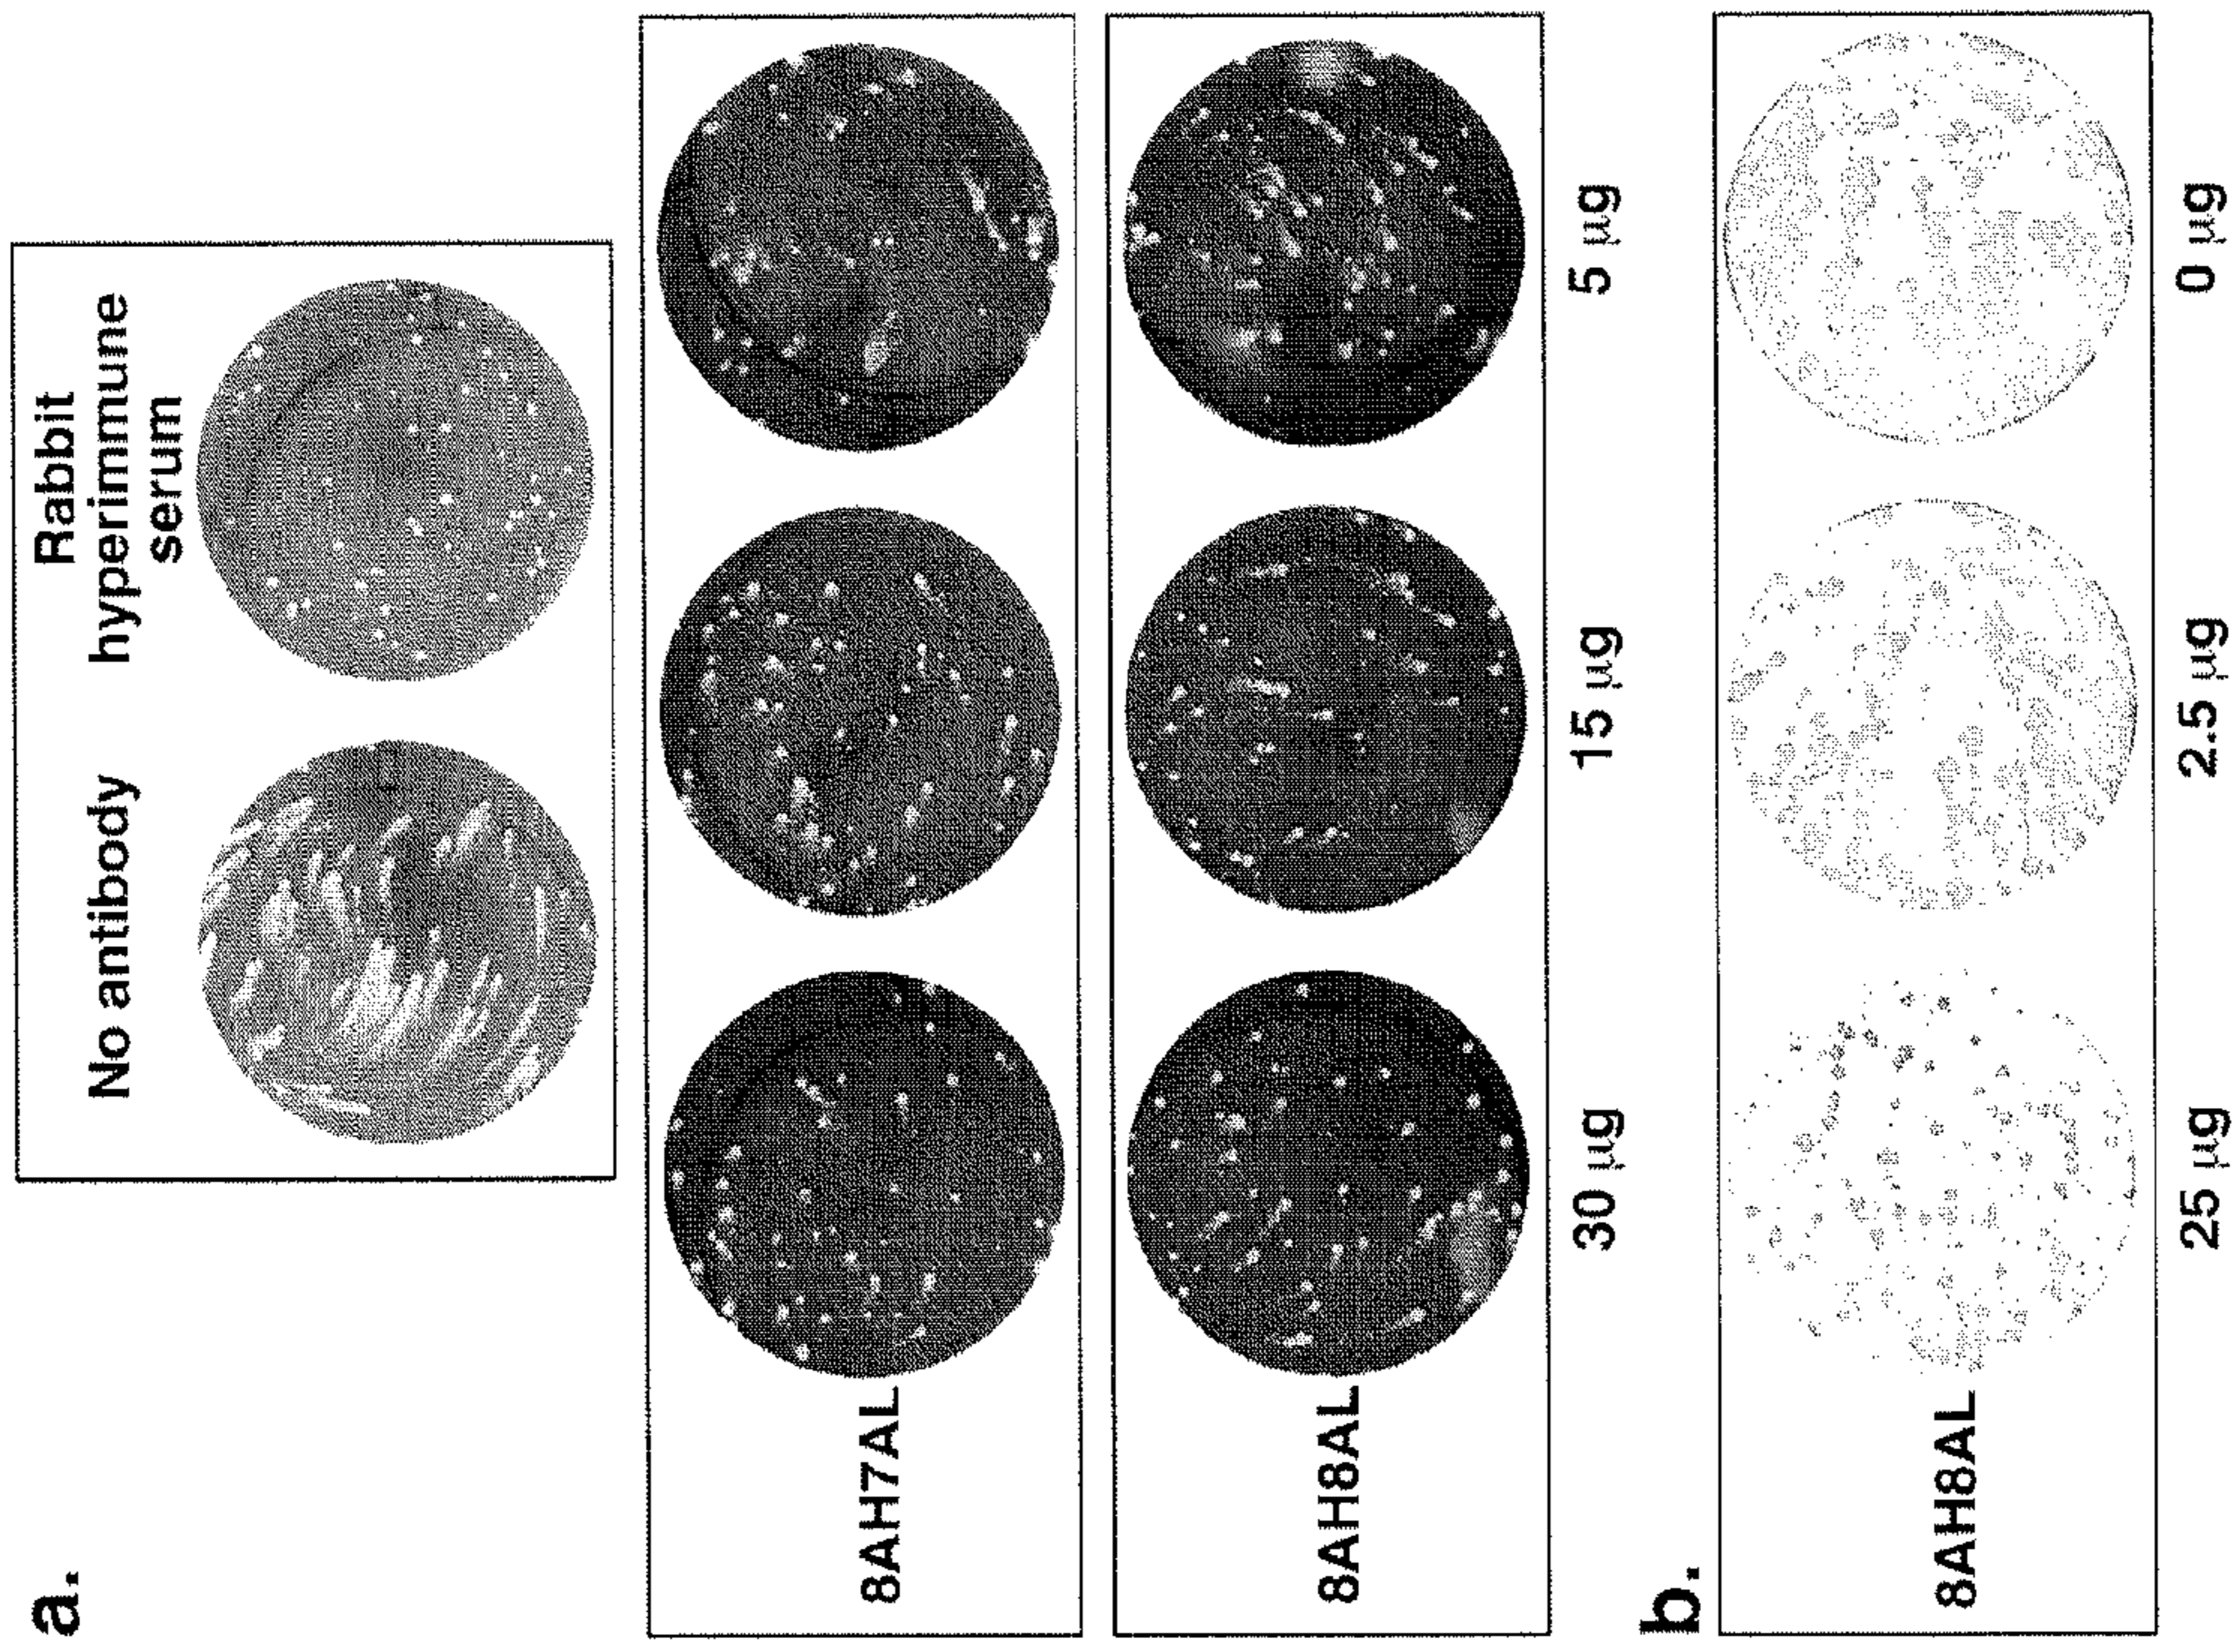 a.
No antibody
Rabbit
hyperimmune
serum
8AH7AL
8AH8AL
30 µg
15 µg
5 µg
b.
8AH8AL
25 µg
2.5 µg
0 µg